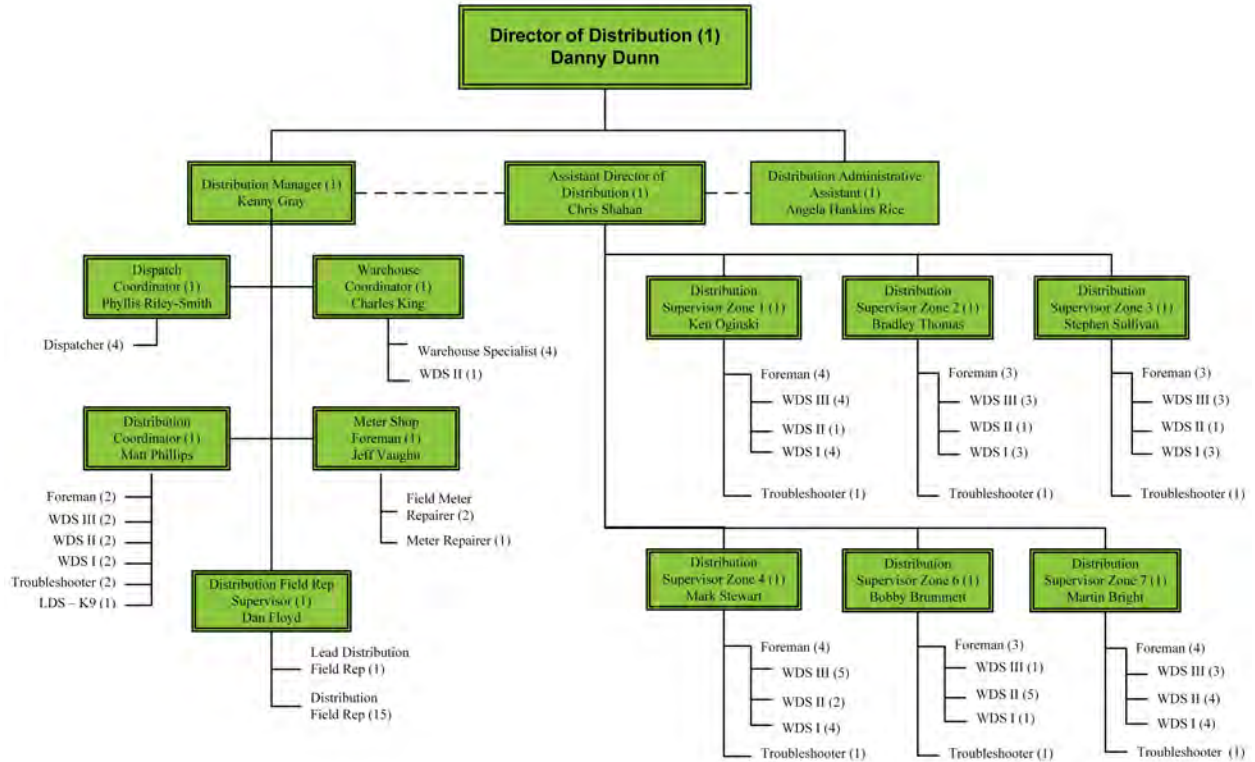 Director of Distribution (1)
Danny Dunn
Distribution Manager (1)
Kenny Gray
Assistant Director of
Distribution (1)
Chris Shahan
Distribution Administrative
Assistant (1)
Angela Hankins Rice
Dispatch
Coordinator (1)
Phyllis Riley-Smith
Dispatcher (4)
Warehouse
Coordinator (1)
Charles King
Warehouse Specialist (4)
WDS II (1)
Distribution
Coordinator (1)
Matt Phillips
Foreman (2)
WDS III (2)
WDS II (2)
WDS I (2)
Troubleshooter (2)
LDS – K9 (1)
Meter Shop
Foreman (1)
Jeff Vaughn
Field Meter
Repairer (2)
Meter Repairer (1)
Distribution Field Rep
Supervisor (1)
Dan Floyd
Lead Distribution
Field Rep (1)
Distribution
Field Rep (15)
Distribution
Supervisor Zone 1 (1)
Ken Oginski
Foreman (4)
WDS III (4)
WDS II (1)
WDS I (4)
Troubleshooter (1)
Distribution
Supervisor Zone 2 (1)
Bradley Thomas
Foreman (3)
WDS III (3)
WDS II (1)
WDS I (3)
Troubleshooter (1)
Distribution
Supervisor Zone 3 (1)
Stephen Sullivan
Foreman (3)
WDS III (3)
WDS II (1)
WDS I (3)
Troubleshooter (1)
Distribution
Supervisor Zone 4 (1)
Mark Stewart
Foreman (4)
WDS III (5)
WDS II (2)
WDS I (4)
Troubleshooter (1)
Distribution
Supervisor Zone 6 (1)
Bobby Brummett
Foreman (3)
WDS III (1)
WDS II (5)
WDS I (1)
Troubleshooter (1)
Distribution
Supervisor Zone 7 (1)
Martin Bright
Foreman (4)
WDS III (3)
WDS II (4)
WDS I (4)
Troubleshooter (1)